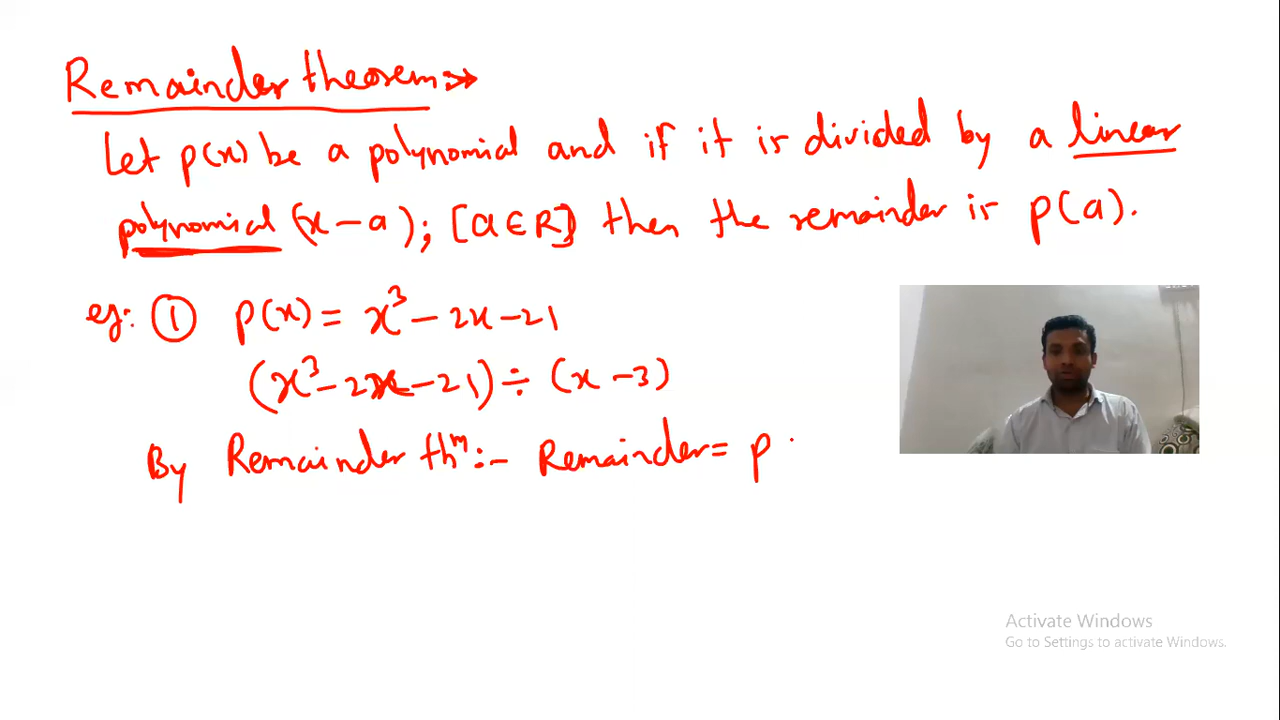 Remainder theorem →
Let p(x) be a polynomial and if it is divided by a linear
polynomial (x-a); [a∈R] then the remainder is p(a).
eg: ① p(x) = x³ - 2x - 21
(x³ - 2x - 21) ÷ (x - 3)
By Remainder thᵐ:- Remainder = p
Activate Windows
Go to Settings to activate Windows.